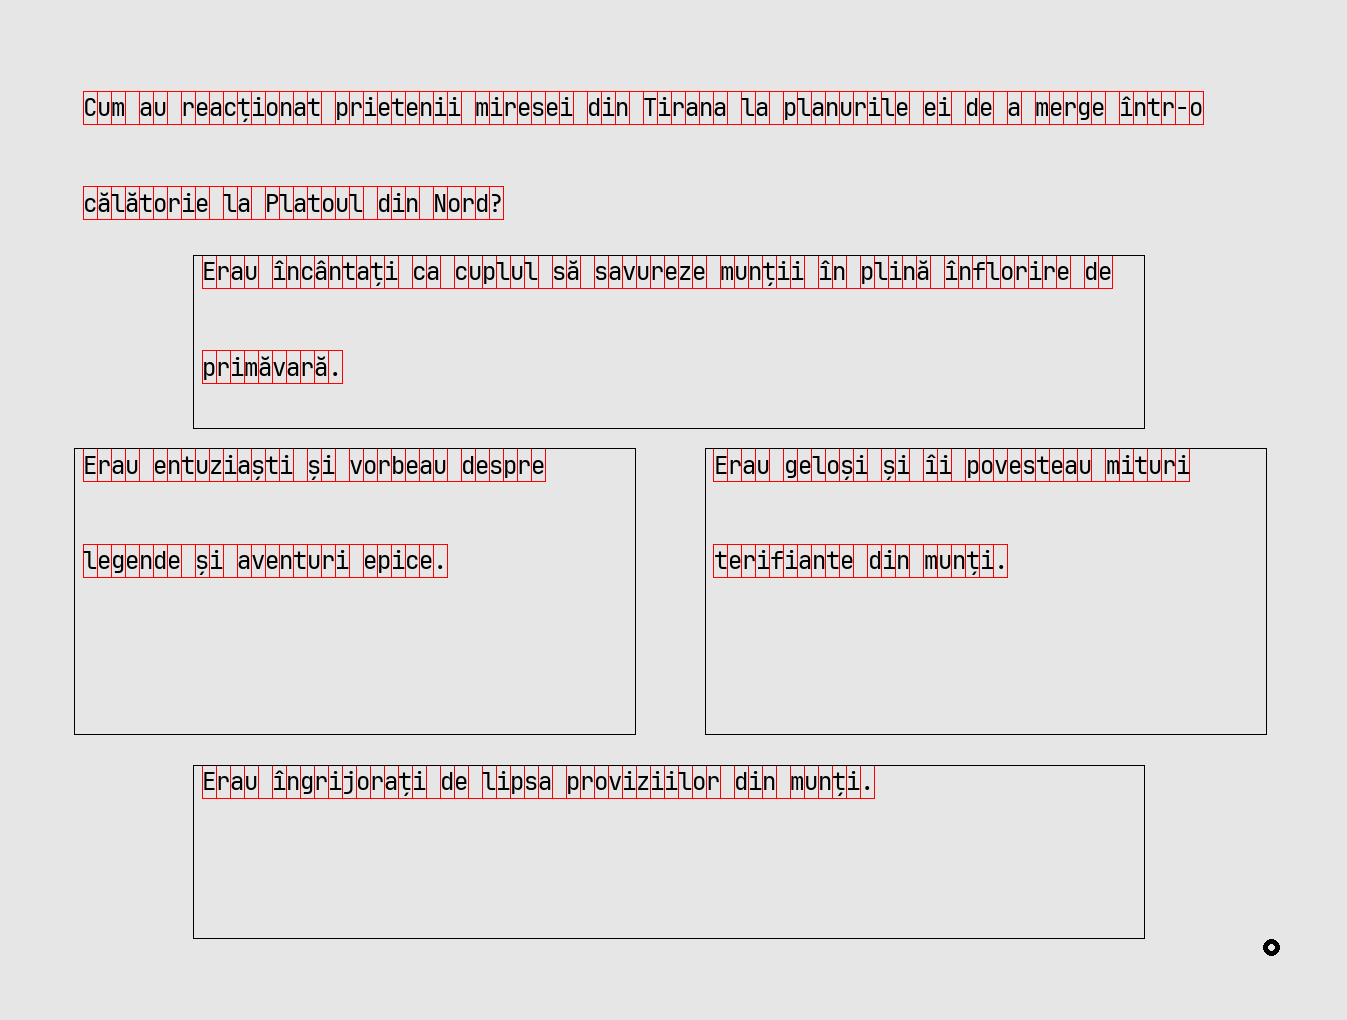 Cum au reacționat prietenii miresei din Tirana la planurile ei de a merge într-o
călătorie la Platoul din Nord?
Erau încântați ca cuplul să savureze munții în plină înflorire de
primăvară.
Erau entuziaști și vorbeau despre
legende și aventuri epice.
Erau geloși și îi povesteau mituri
terifiante din munți.
Erau îngrijorați de lipsa proviziilor din munți.